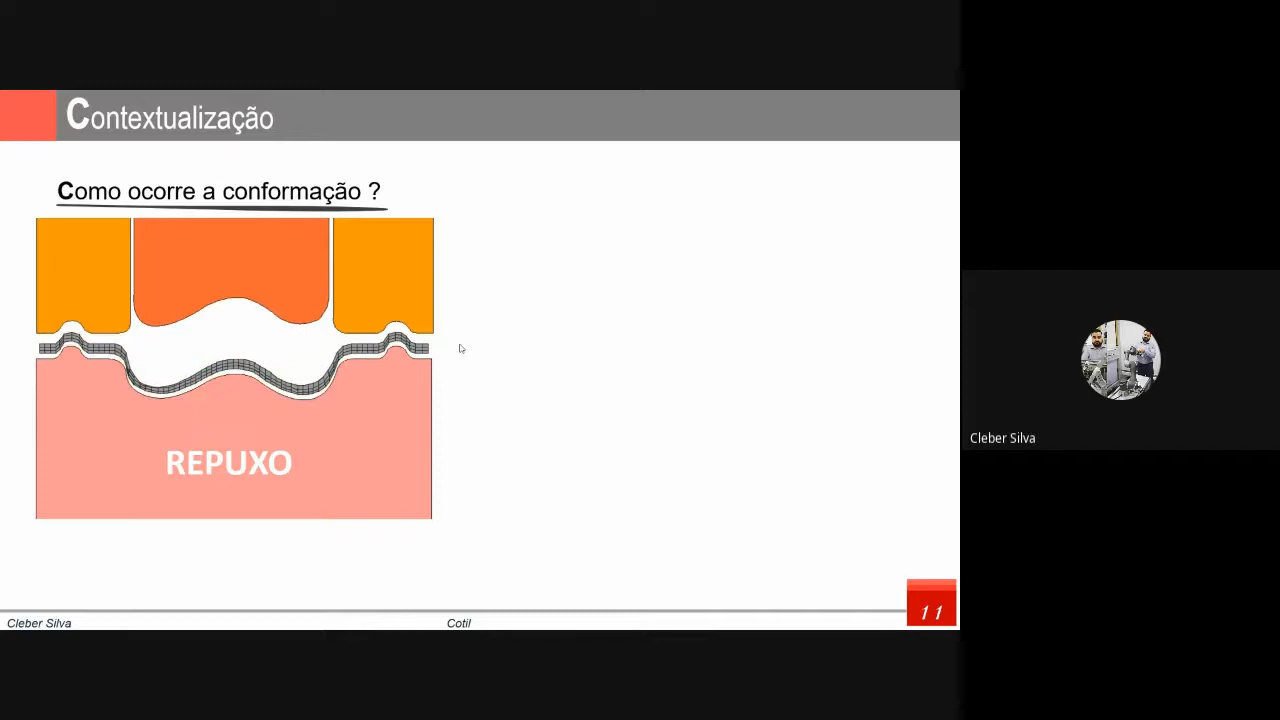 Contextualização
Como ocorre a conformação ?
REPUXO
Cleber Silva
11
Cleber Silva
Cotil